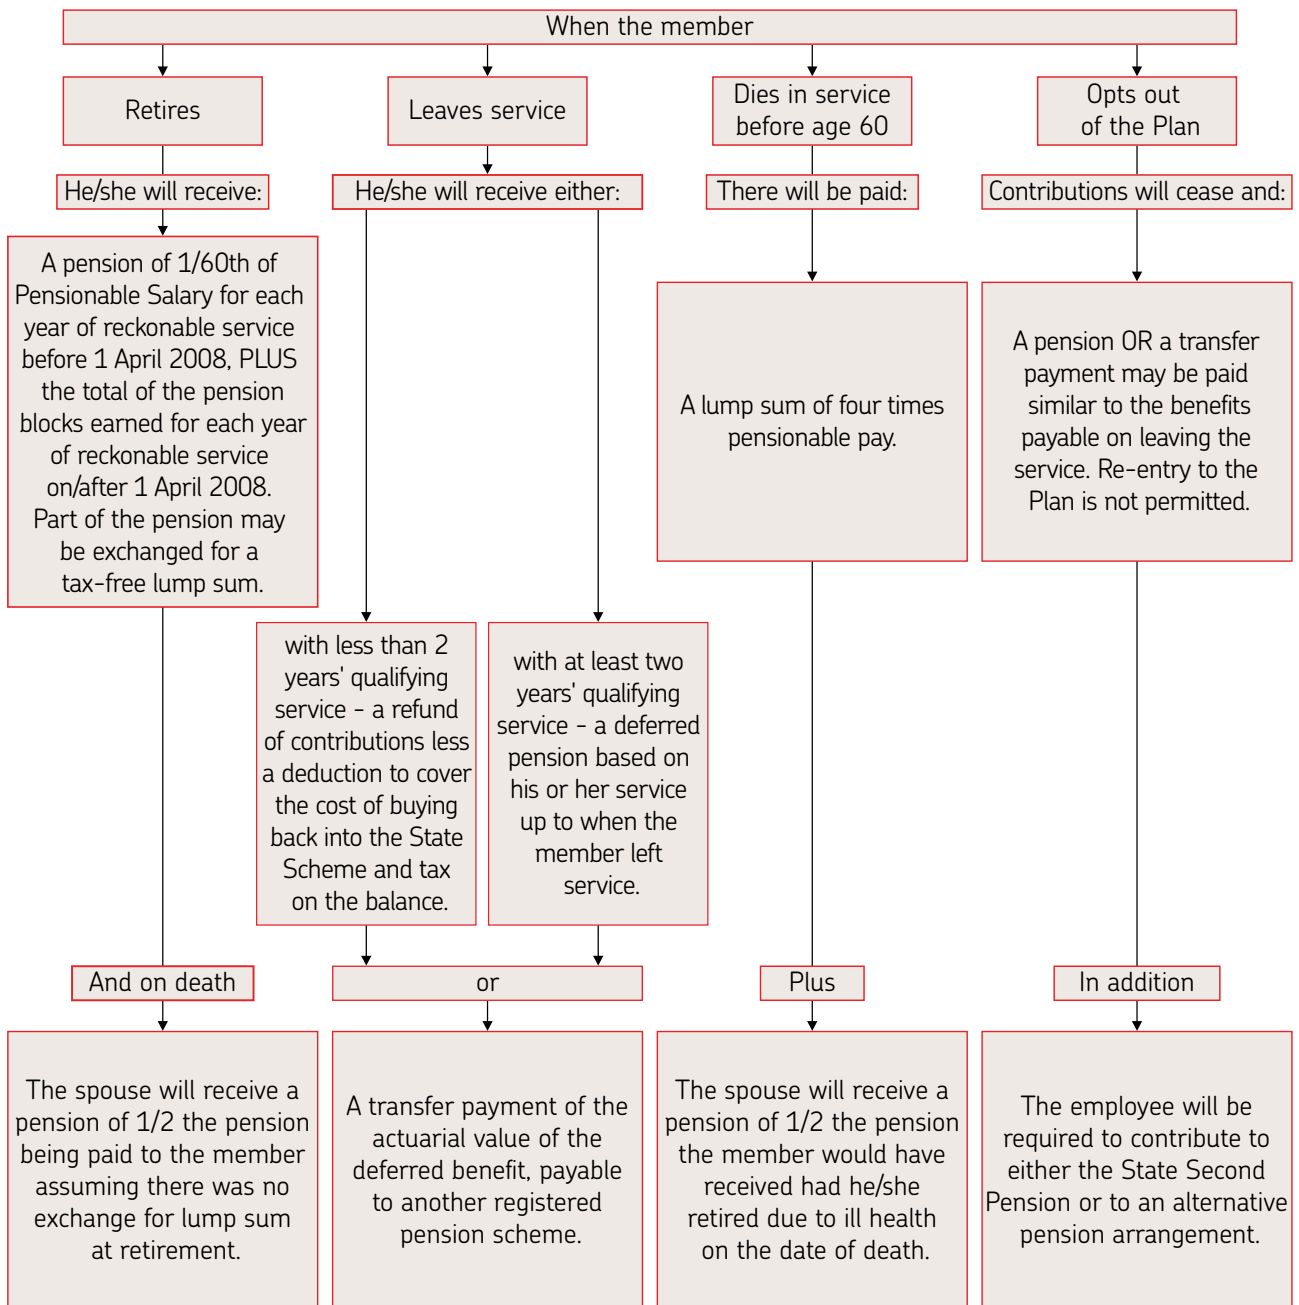 When the member
Retires
He/she will receive:
A pension of 1/60th of
Pensionable Salary for each
year of reckonable service
before 1 April 2008, PLUS
the total of the pension
blocks earned for each year
of reckonable service
on/after 1 April 2008.
Part of the pension may
be exchanged for a
tax-free lump sum.
And on death
The spouse will receive a
pension of 1/2 the pension
being paid to the member
assuming there was no
exchange for lump sum
at retirement.
Leaves service
He/she will receive either:
with less than 2
years' qualifying
service - a refund
of contributions less
a deduction to cover
the cost of buying
back into the State
Scheme and tax
on the balance.
with at least two
years' qualifying
service - a deferred
pension based on
his or her service
up to when the
member left
service.
or
A transfer payment of the
actuarial value of the
deferred benefit, payable
to another registered
pension scheme.
Dies in service
before age 60
There will be paid:
A lump sum of four times
pensionable pay.
Plus
The spouse will receive a
pension of 1/2 the pension
the member would have
received had he/she
retired due to ill health
on the date of death.
Opts out
of the Plan
Contributions will cease and:
A pension OR a transfer
payment may be paid
similar to the benefits
payable on leaving the
service. Re-entry to the
Plan is not permitted.
In addition
The employee will be
required to contribute to
either the State Second
Pension or to an alternative
pension arrangement.